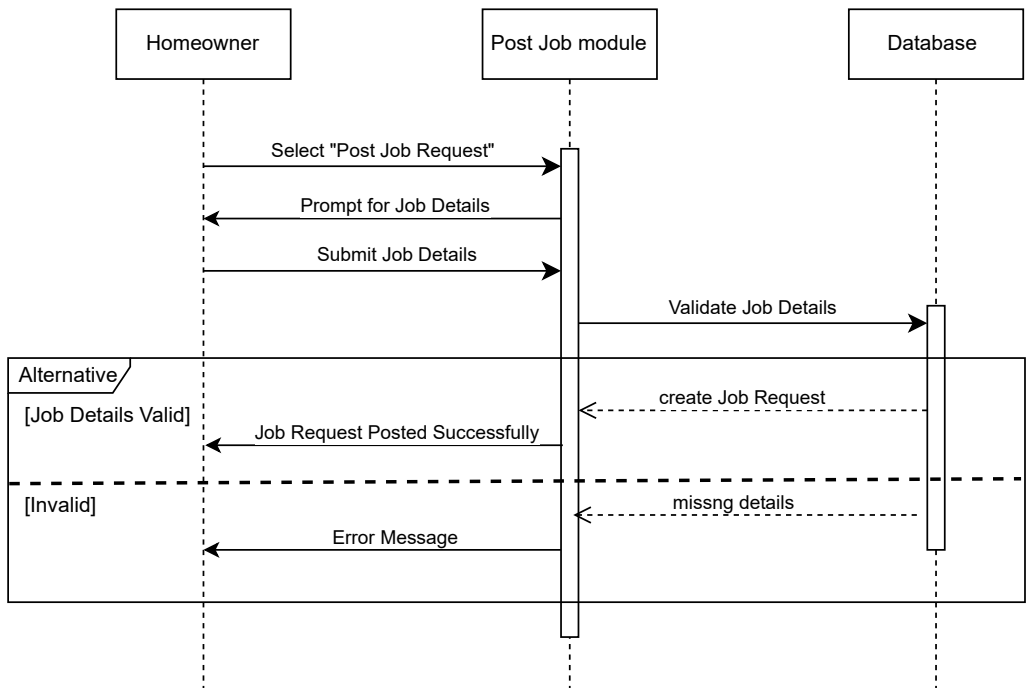 Homeowner
Post Job module
Database
Select "Post Job Request"
Prompt for Job Details
Submit Job Details
Validate Job Details
Alternative
[Job Details Valid]
create Job Request
Job Request Posted Successfully
[Invalid]
missng details
Error Message